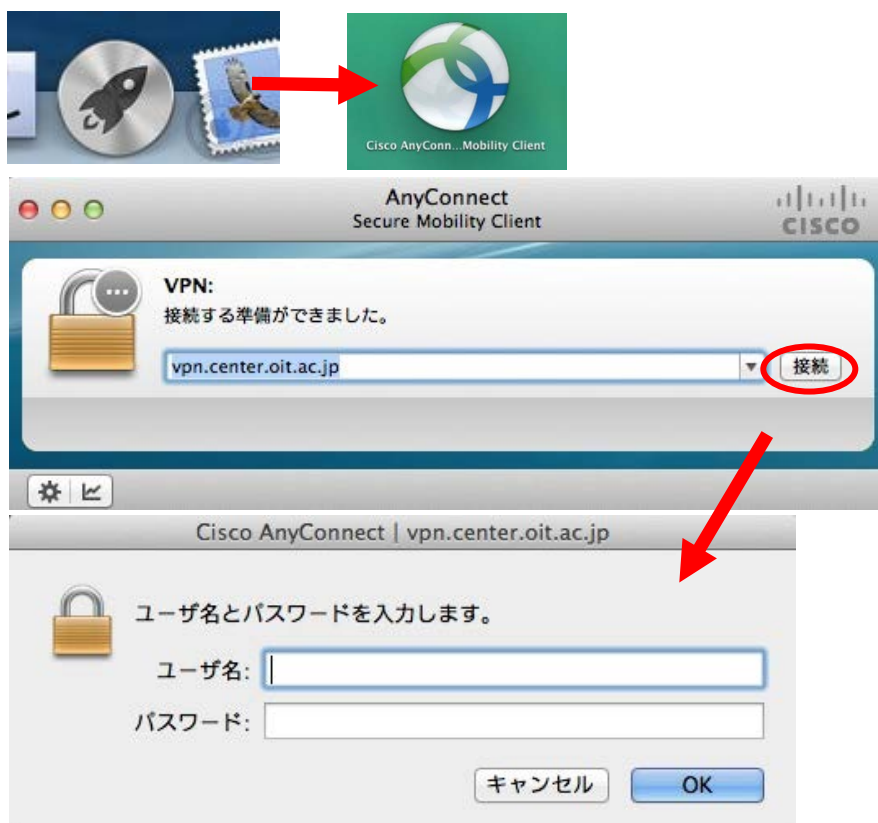 Cisco AnyConn...Mobility Client
AnyConnect
Secure Mobility Client
CISCO
VPN:
接続する準備ができました。
vpn.center.oit.ac.jp
接続
Cisco AnyConnect | vpn.center.oit.ac.jp
ユーザ名とパスワードを入力します。
ユーザ名:
パスワード:
キャンセル OK